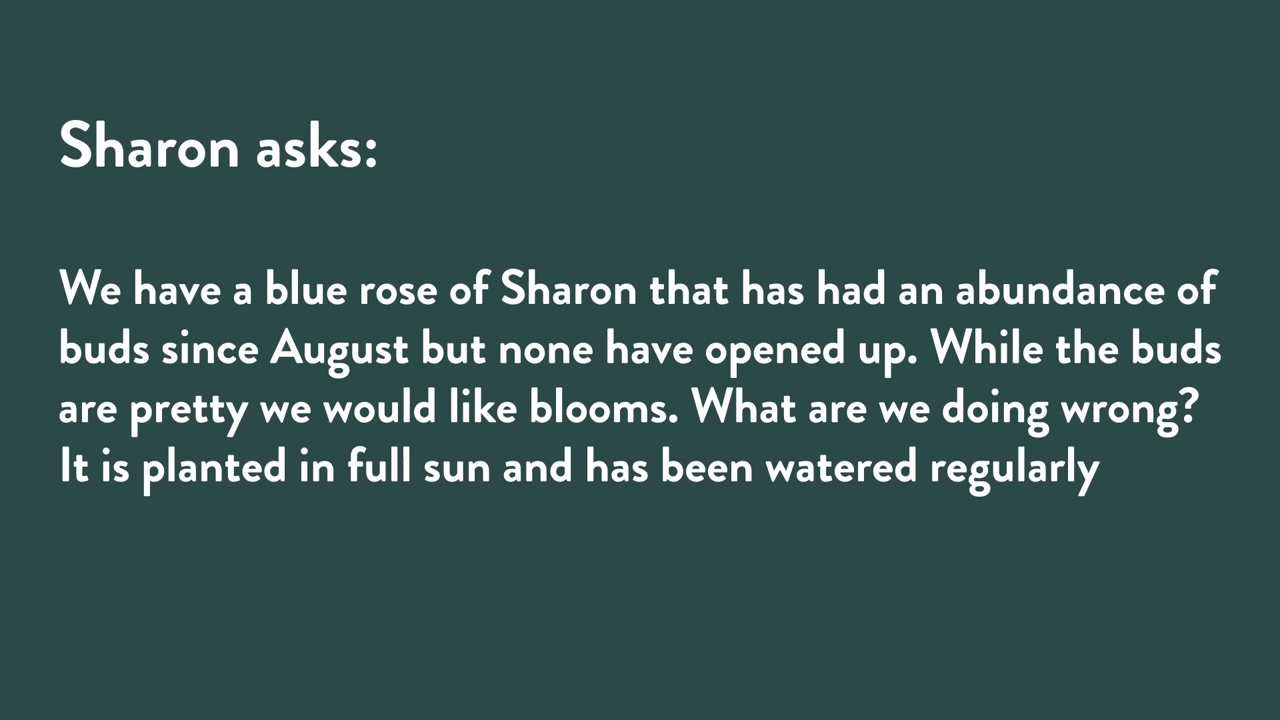 Sharon asks:
We have a blue rose of Sharon that has had an abundance of
buds since August but none have opened up. While the buds
are pretty we would like blooms. What are we doing wrong?
It is planted in full sun and has been watered regularly